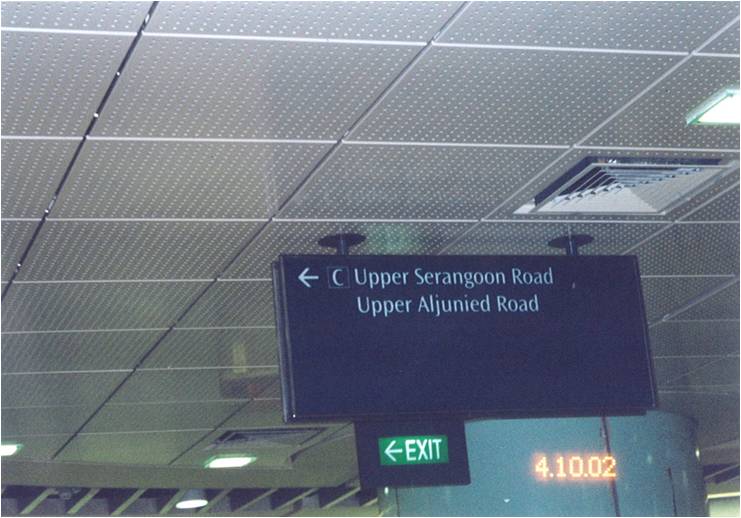 ← C Upper Serangoon Road
Upper Aljunied Road
← EXIT
4.10.02